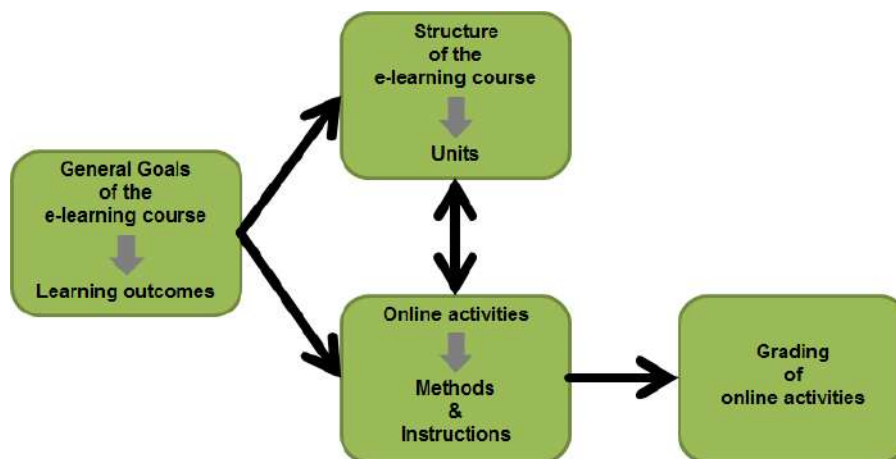 Structure
of the
e-learning course
Units
General Goals
of the
e-learning course
Learning outcomes
Online activities
Methods
&
Instructions
Grading
of
online activities